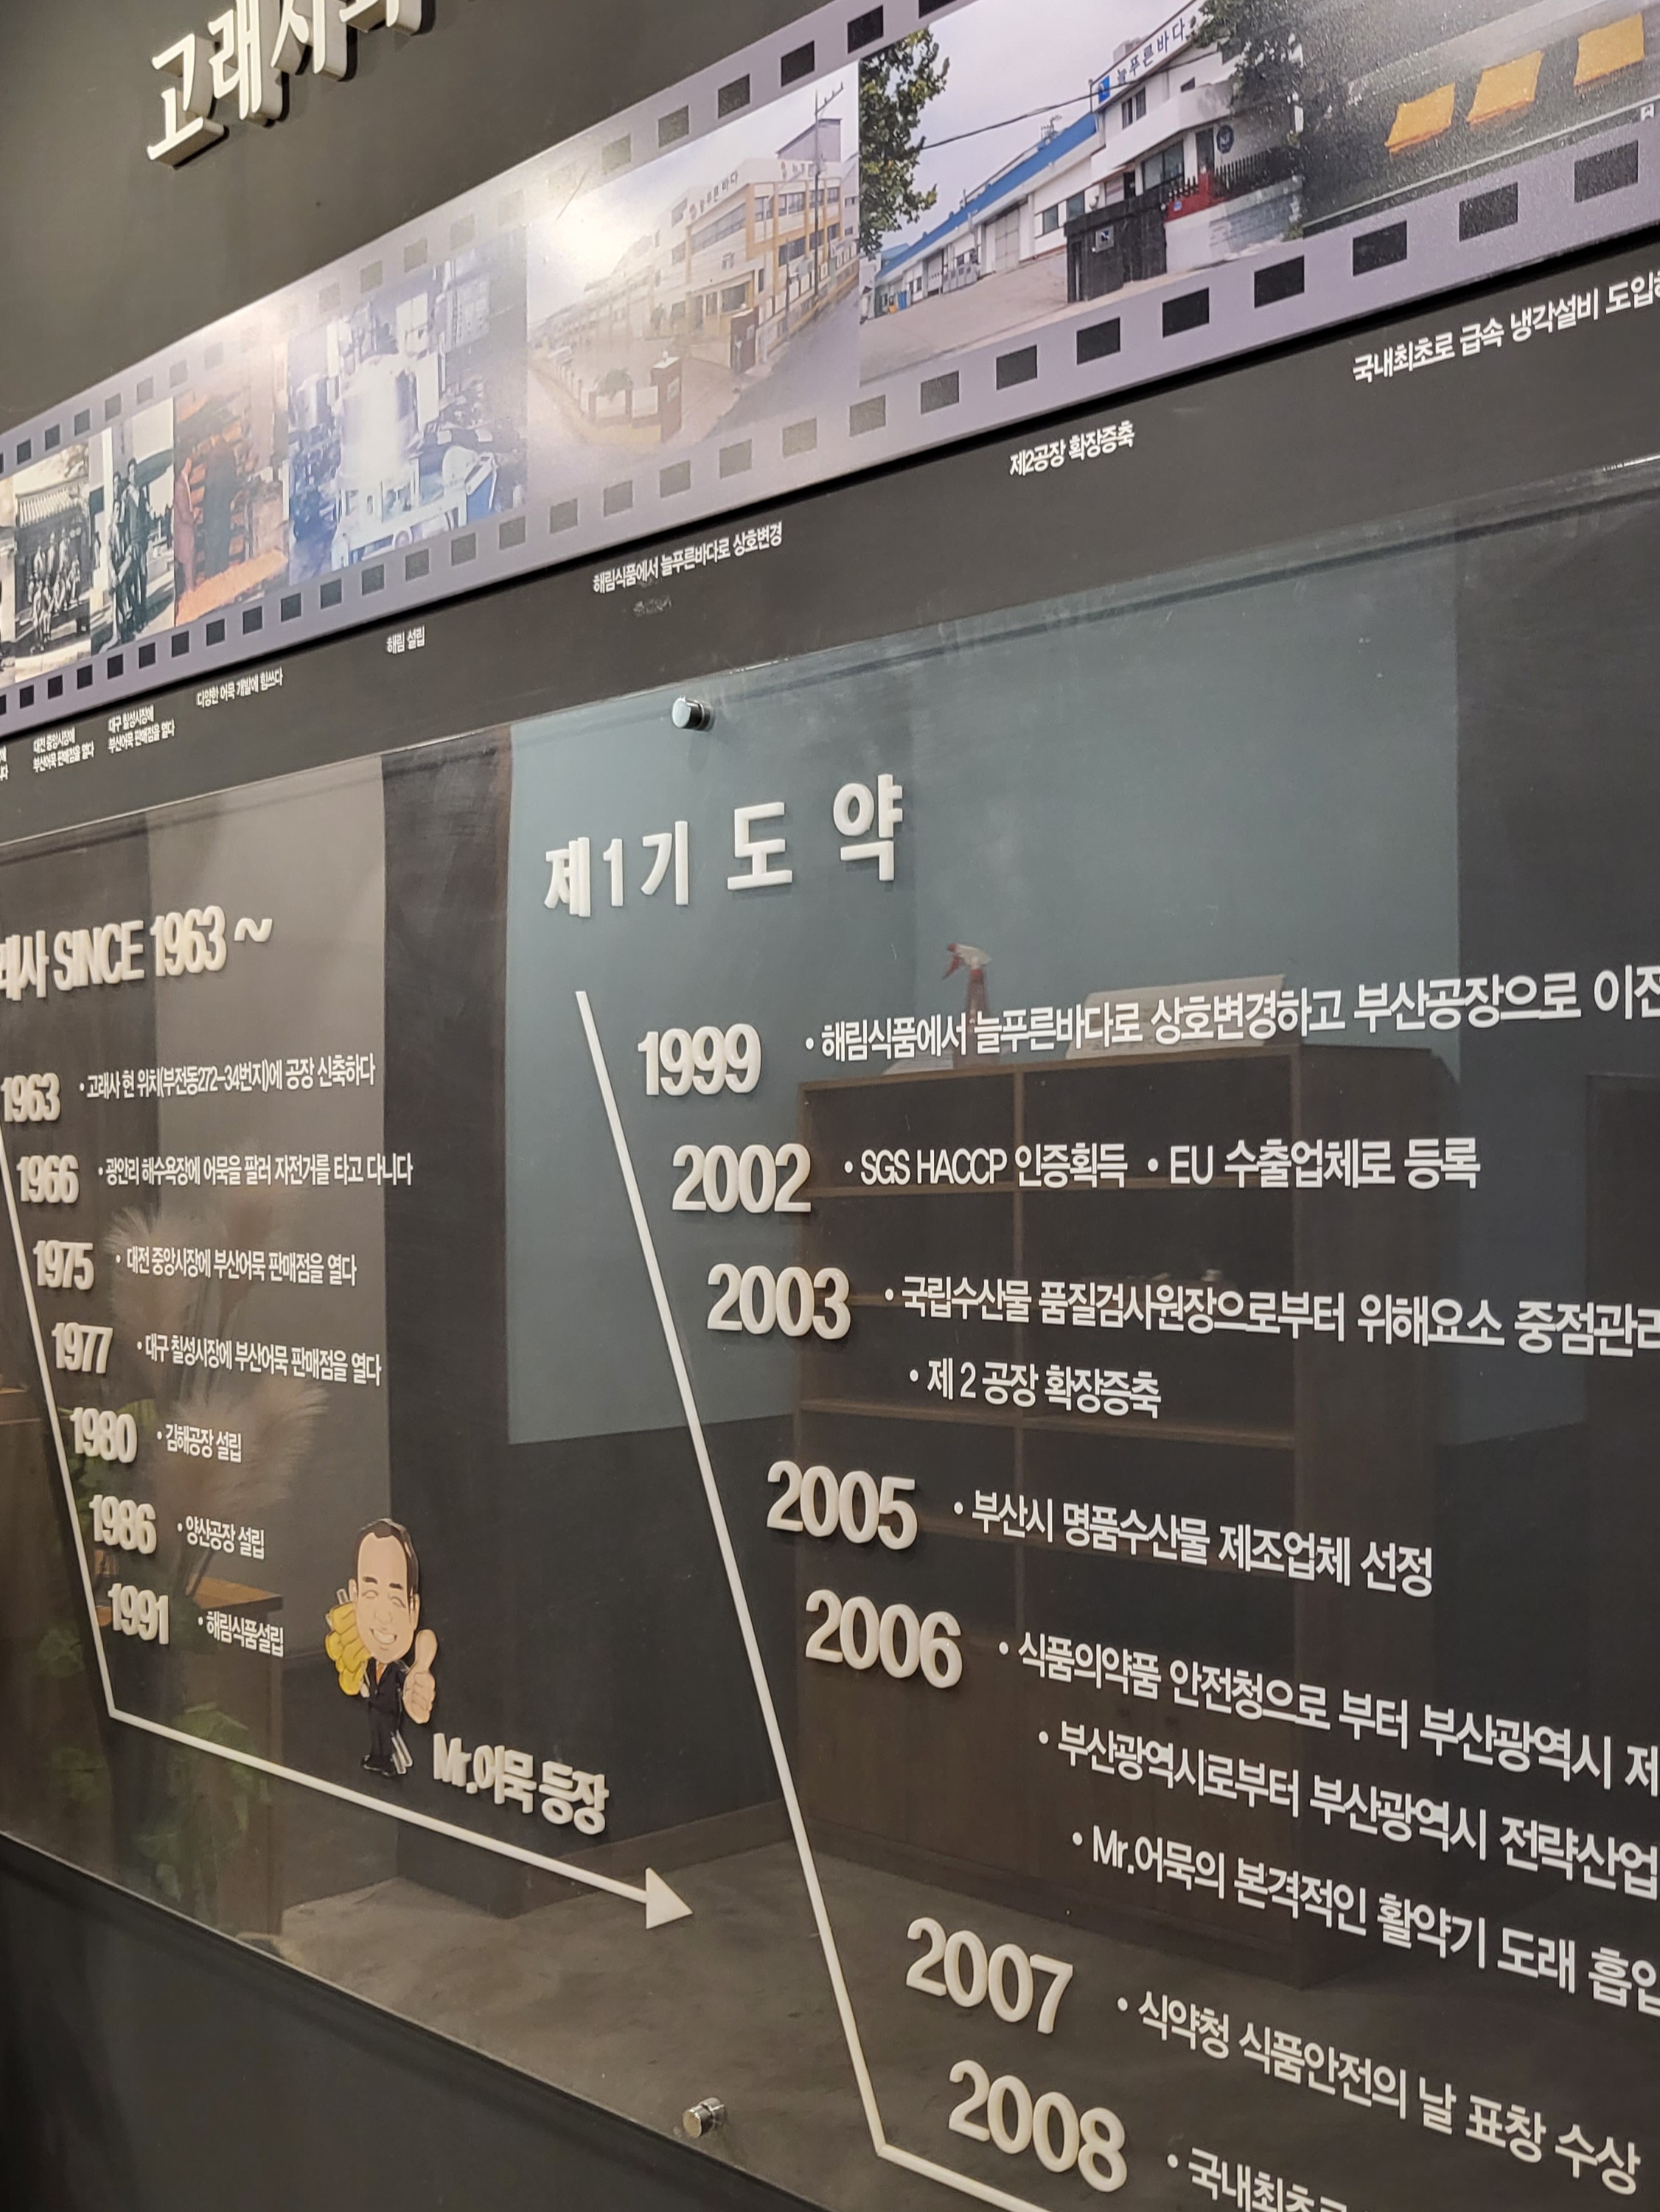 고래사
늘푸른바다
늘푸른바다
국내최초로 급속 냉각설비 도입
제2공장 확장증축
해림식품에서 늘푸른바다로 상호변경
해림 설립
다양한 어묵 개발에 힘쓰다
대구 칠성시장에
부산어묵 판매점을 열다
대전 중앙시장에
부산어묵 판매점을 열다
래사 SINCE 1963 ~
1963 • 고래사 현 위치(부전동272-34번지)에 공장 신축하다
1966 • 광안리 해수욕장에 어묵을 팔러 자전거를 타고 다니다
1975 • 대전 중앙시장에 부산어묵 판매점을 열다
1977 • 대구 칠성시장에 부산어묵 판매점을 열다
1980 • 김해공장 설립
1986 • 양산공장 설립
1991 • 해림식품설립
Mr.어묵 등장
제1기 도 약
1999 • 해림식품에서 늘푸른바다로 상호변경하고 부산공장으로 이전
2002 • SGS HACCP 인증획득 • EU 수출업체로 등록
2003 • 국립수산물 품질검사원장으로부터 위해요소 중점관리
• 제 2 공장 확장증축
2005 • 부산시 명품수산물 제조업체 선정
2006 • 식품의약품 안전청으로 부터 부산광역시 제
• 부산광역시로부터 부산광역시 전략산업
• Mr.어묵의 본격적인 활약기 도래 흡입
2007 • 식약청 식품안전의 날 표창 수상
2008 • 국내최초로